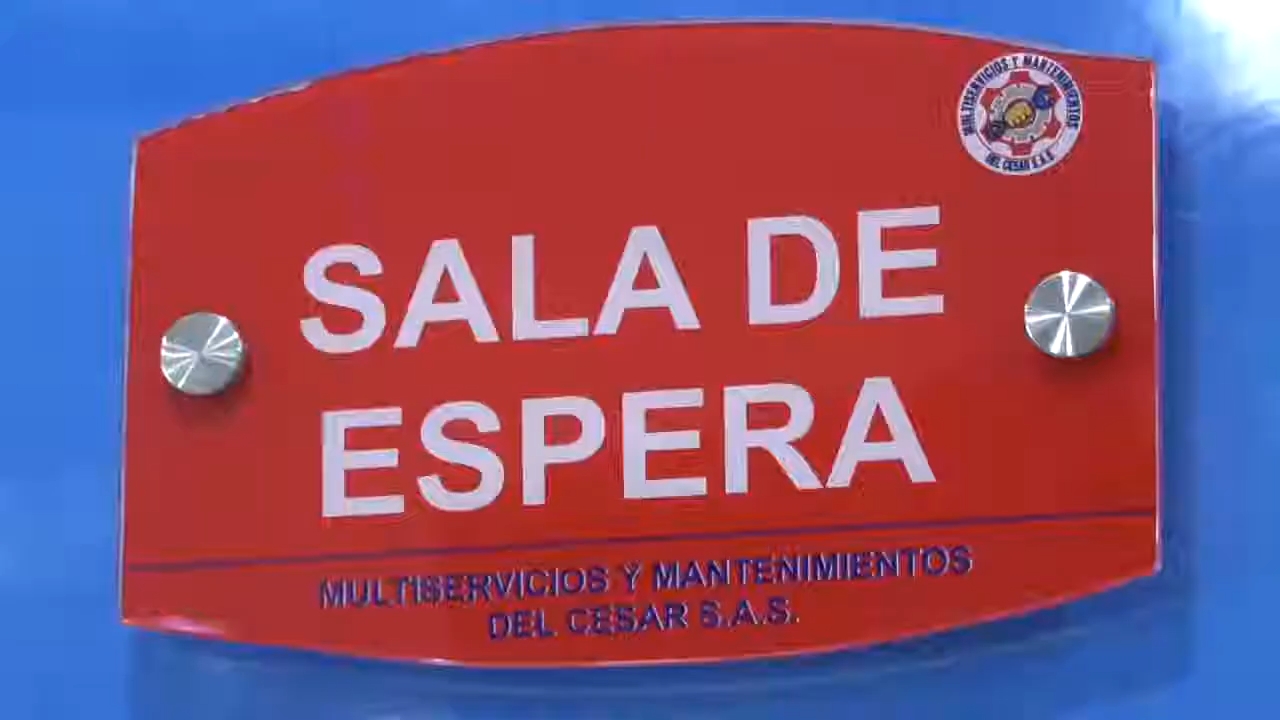 MULTISERVICIOS Y MANTENIMIENTOS
DEL CESAR S.A.S
SALA DE
ESPERA
MULTISERVICIOS Y MANTENIMIENTOS
DEL CESAR S.A.S.